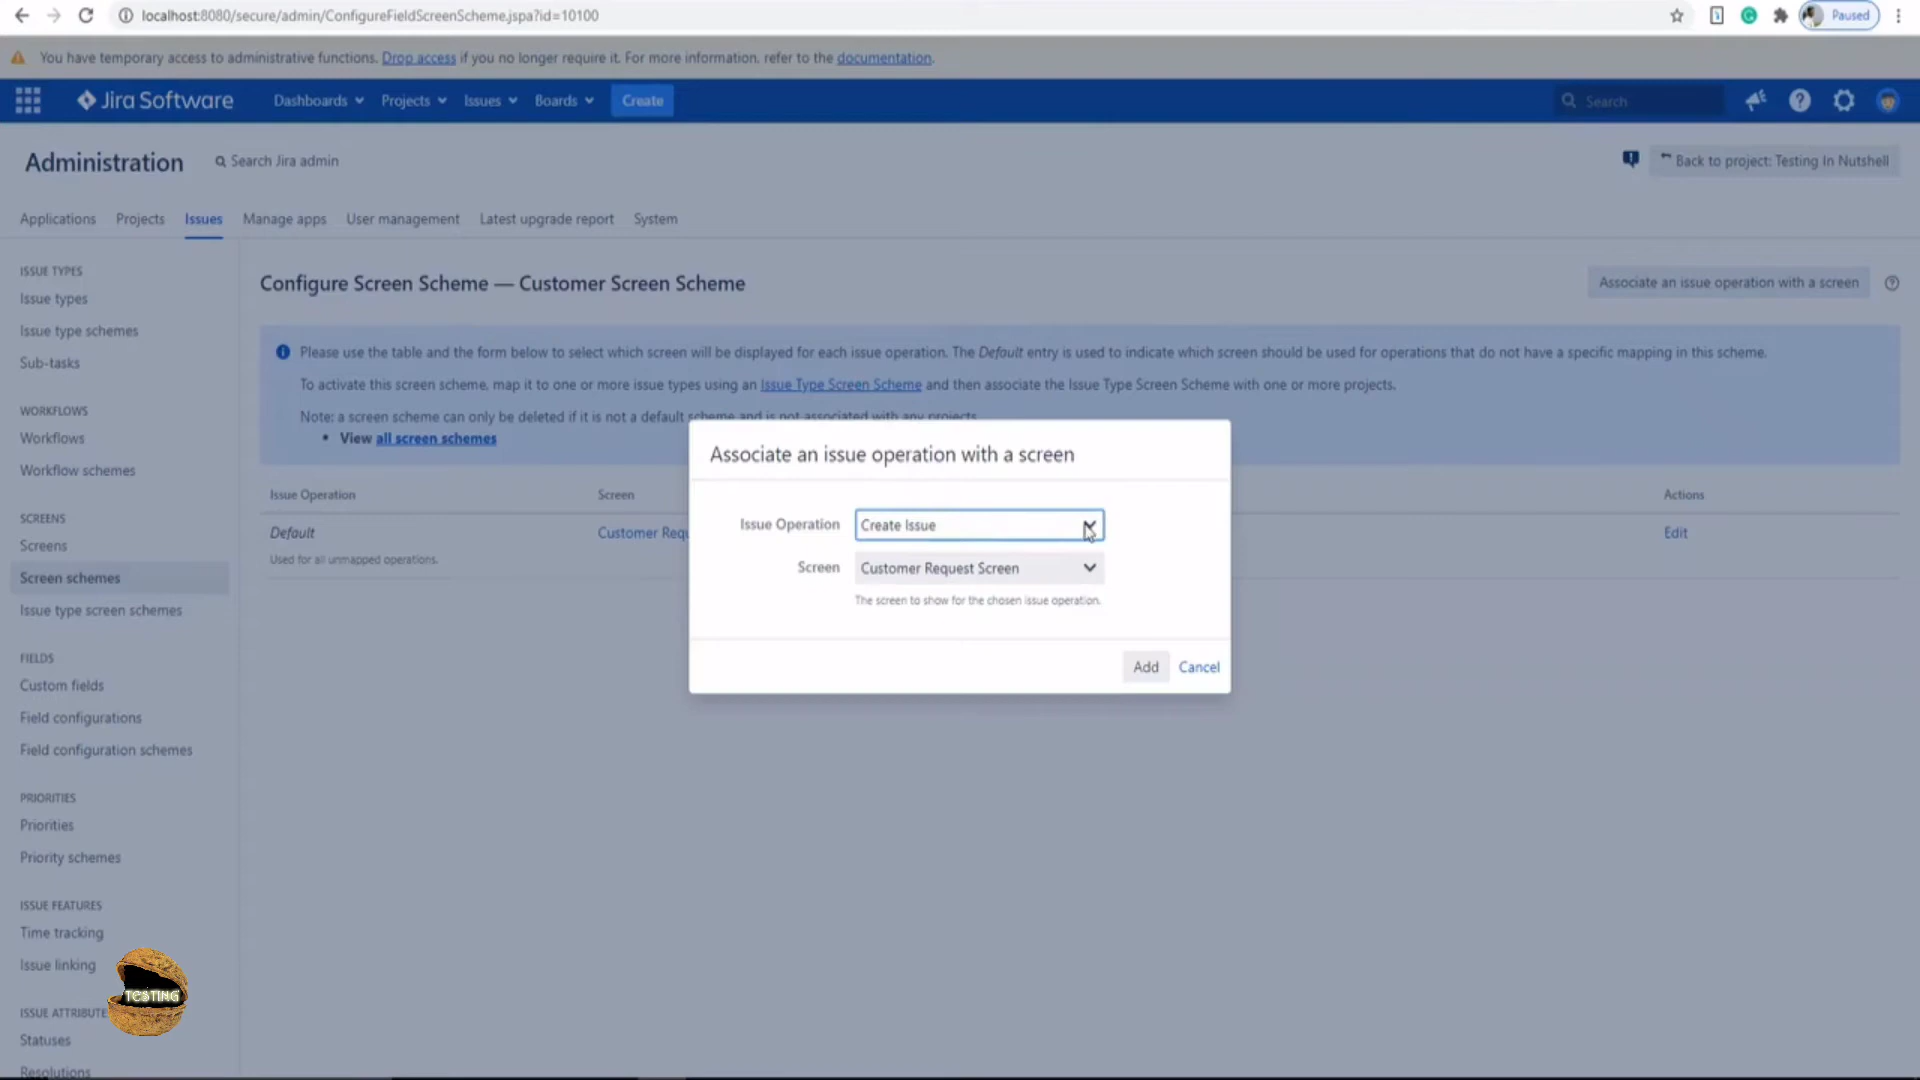 localhost:8080/secure/admin/ConfigureFieldScreenScheme.jspa?id=10100
Paused
You have temporary access to administrative functions. Drop access if you no longer require it. For more information, refer to the documentation.
Jira Software
Dashboards
Projects
Issues
Boards
Create
Search
Administration
Search Jira admin
Back to project: Testing In Nutshell
Applications
Projects
Issues
Manage apps
User management
Latest upgrade report
System
ISSUE TYPES
Issue types
Issue type schemes
Sub-tasks
WORKFLOWS
Workflows
Workflow schemes
SCREENS
Screens
Screen schemes
Issue type screen schemes
FIELDS
Custom fields
Field configurations
Field configuration schemes
PRIORITIES
Priorities
Priority schemes
ISSUE FEATURES
Time tracking
Issue linking
ISSUE ATTRIBUTE
Statuses
Resolutions
TESTING
Configure Screen Scheme — Customer Screen Scheme
Associate an issue operation with a screen
Please use the table and the form below to select which screen will be displayed for each issue operation. The Default entry is used to indicate which screen should be used for operations that do not have a specific mapping in this scheme.
To activate this screen scheme, map it to one or more issue types using an Issue Type Screen Scheme and then associate the Issue Type Screen Scheme with one or more projects.
Note: a screen scheme can only be deleted if it is not a default scheme and is not associated with any projects.
• View all screen schemes
Issue Operation
Screen
Actions
Default
Customer Requ
Edit
Used for all unmapped operations.
Associate an issue operation with a screen
Issue Operation
Create Issue
Screen
Customer Request Screen
The screen to show for the chosen issue operation.
Add
Cancel